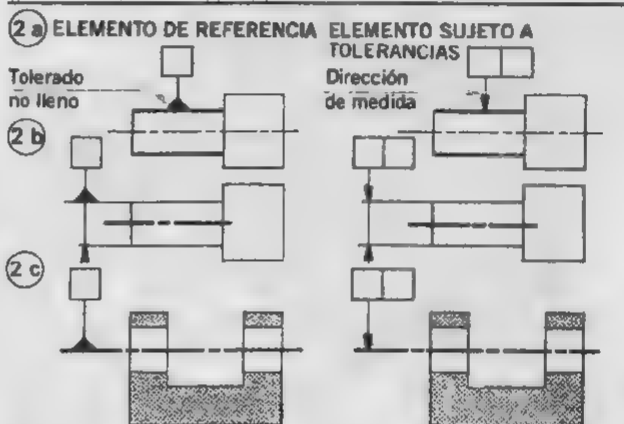 2 a ELEMENTO DE REFERENCIA
ELEMENTO SUJETO A
TOLERANCIAS
Tolerado
no lleno
Dirección
de medida
2 b
2 c